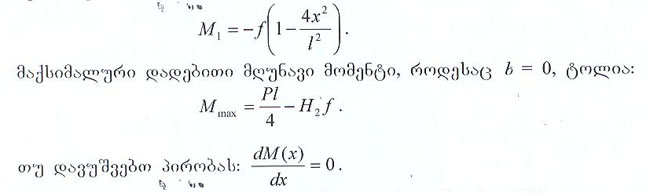 M₁ = −f(1 − 4x²/l²).
მაქსიმალური დადებითი მღუნავი მომენტი, როდესაც b = 0, ტოლია:
M_max = Pl/4 − H₂f.
თუ დავუშვებთ პირობას: dM(x)/dx = 0.